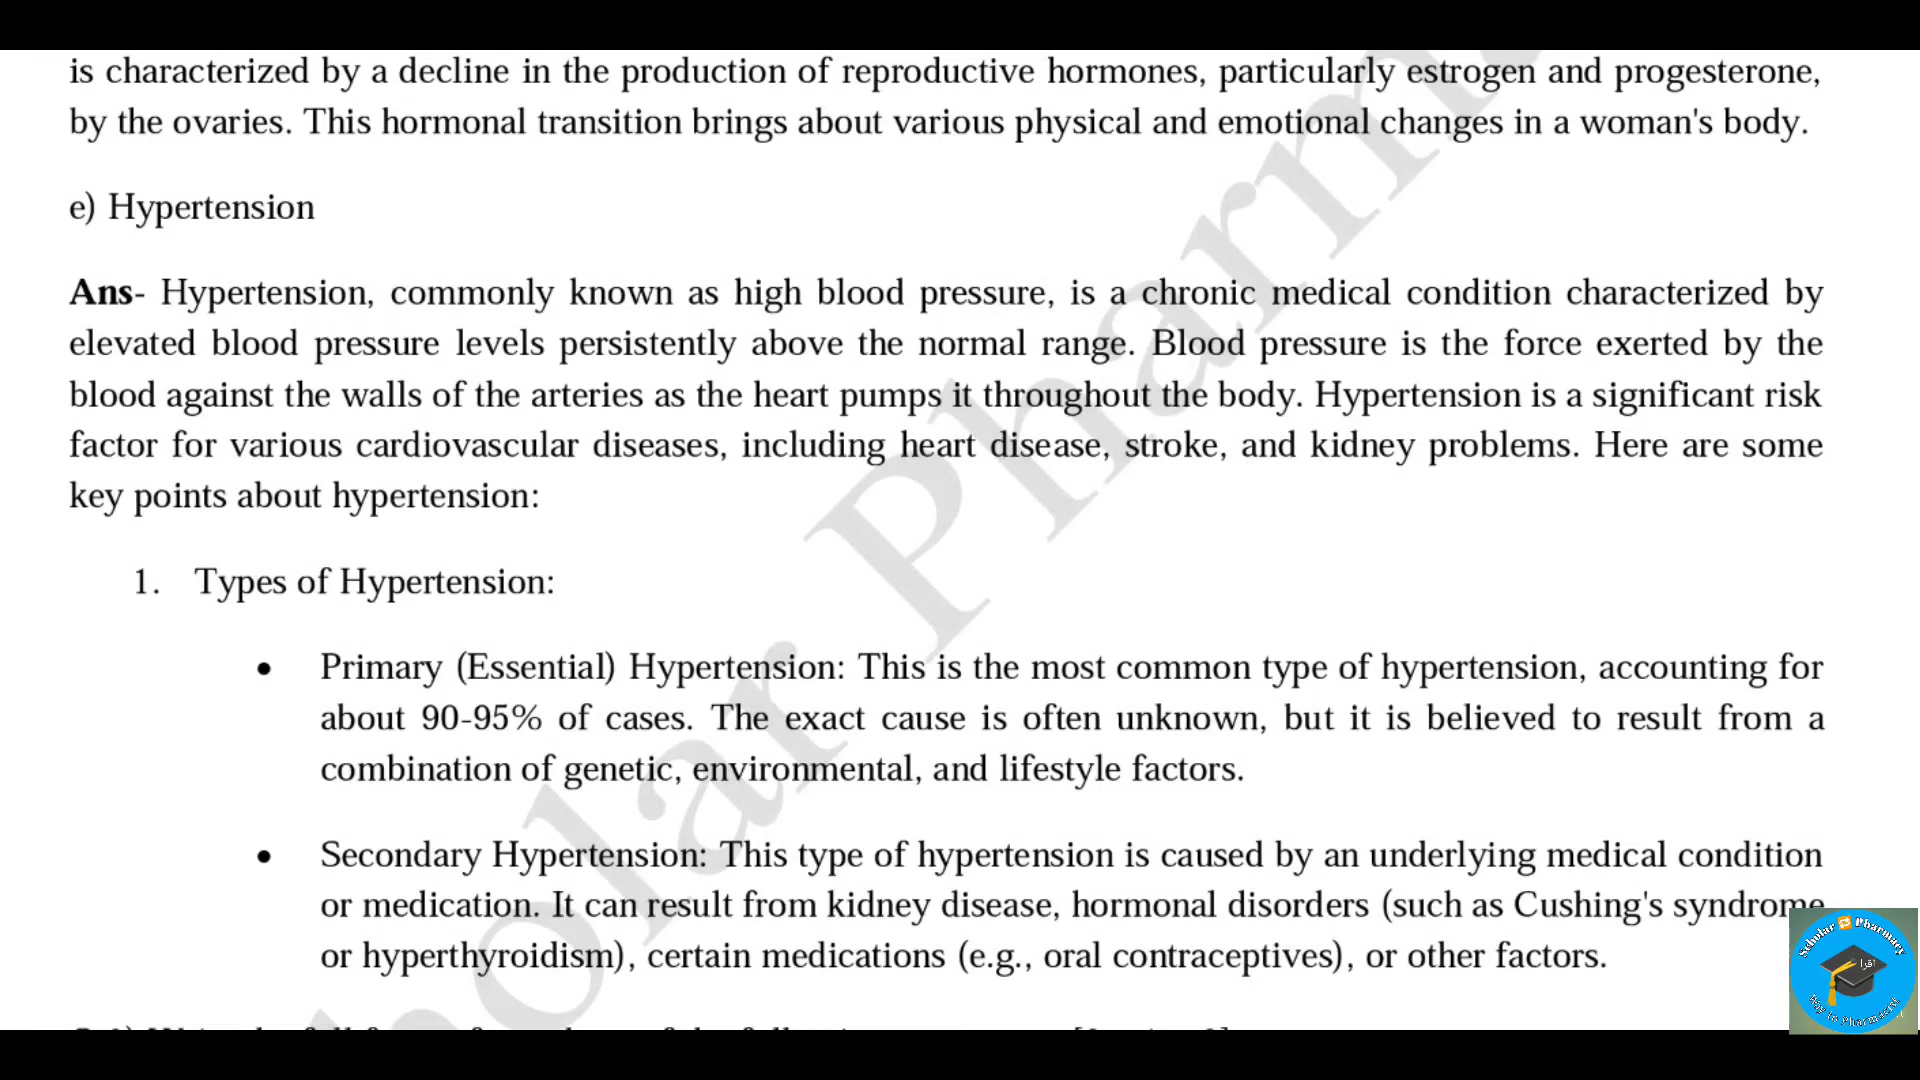 is characterized by a decline in the production of reproductive hormones, particularly estrogen and progesterone,
by the ovaries. This hormonal transition brings about various physical and emotional changes in a woman's body.
e) Hypertension
Ans- Hypertension, commonly known as high blood pressure, is a chronic medical condition characterized by
elevated blood pressure levels persistently above the normal range. Blood pressure is the force exerted by the
blood against the walls of the arteries as the heart pumps it throughout the body. Hypertension is a significant risk
factor for various cardiovascular diseases, including heart disease, stroke, and kidney problems. Here are some
key points about hypertension:
1. Types of Hypertension:
• Primary (Essential) Hypertension: This is the most common type of hypertension, accounting for
about 90-95% of cases. The exact cause is often unknown, but it is believed to result from a
combination of genetic, environmental, and lifestyle factors.
• Secondary Hypertension: This type of hypertension is caused by an underlying medical condition
or medication. It can result from kidney disease, hormonal disorders (such as Cushing's syndrome
or hyperthyroidism), certain medications (e.g., oral contraceptives), or other factors.
Scholar Pharmacy
اقرا
Way to Pharmacist